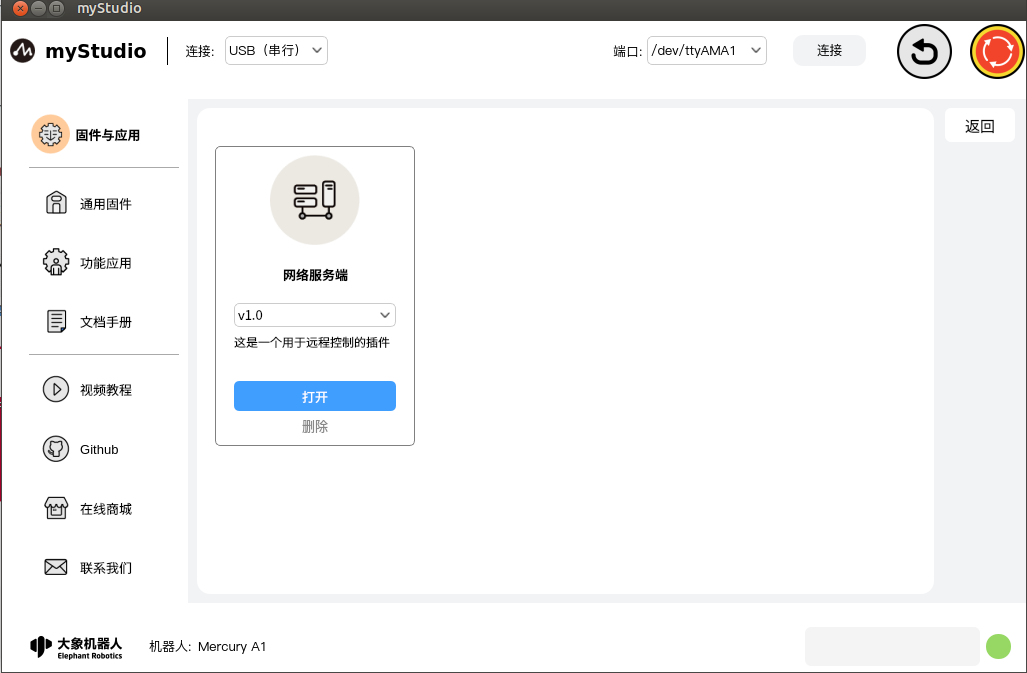 myStudio
myStudio
连接:
USB（串行）
端口:
/dev/ttyAMA1
连接
固件与应用
通用固件
功能应用
文档手册
视频教程
Github
在线商城
联系我们
返回
网络服务端
v1.0
这是一个用于远程控制的插件
打开
删除
大象机器人
Elephant Robotics
机器人: Mercury A1